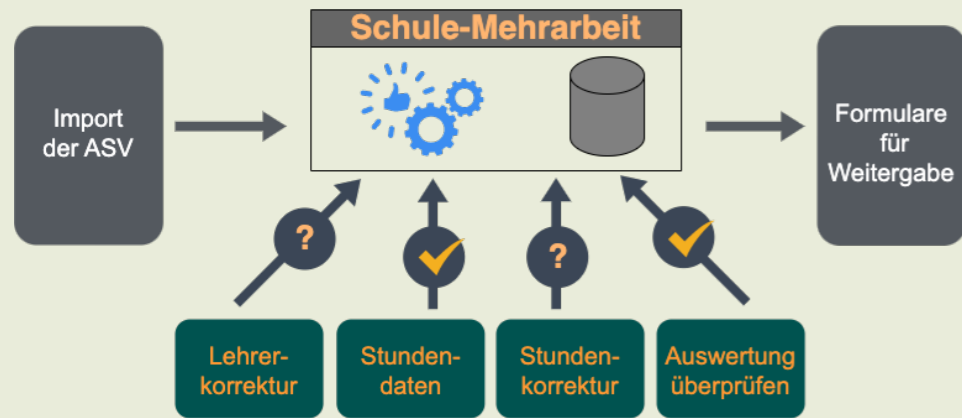 Schule-Mehrarbeit
Import
der ASV
Formulare
für
Weitergabe
?
?
Lehrer-
korrektur
Stunden-
daten
Stunden-
korrektur
Auswertung
überprüfen